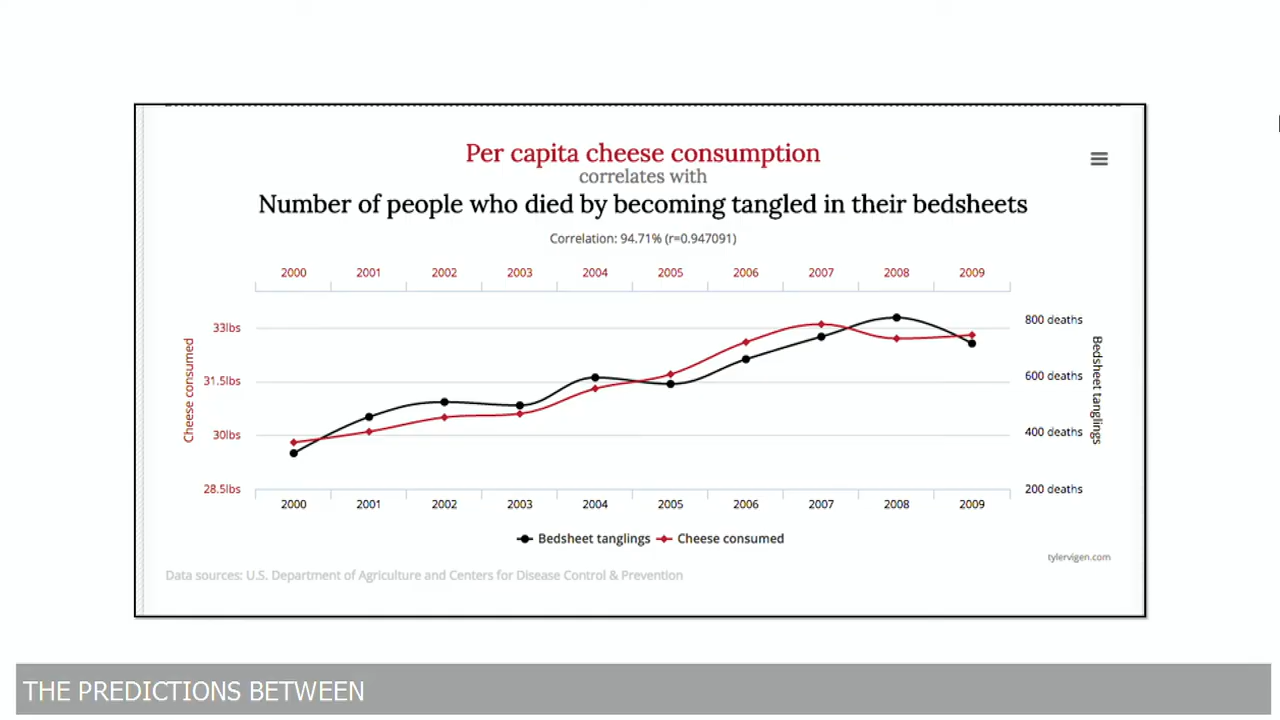 Per capita cheese consumption
correlates with
Number of people who died by becoming tangled in their bedsheets
Correlation: 94.71% (r=0.947091)
2000 2001 2002 2003 2004 2005 2006 2007 2008 2009
Cheese consumed
33lbs
31.5lbs
30lbs
28.5lbs
800 deaths
600 deaths
400 deaths
200 deaths
Bedsheet tanglings
2000 2001 2002 2003 2004 2005 2006 2007 2008 2009
Bedsheet tanglings Cheese consumed
tylervigen.com
Data sources: U.S. Department of Agriculture and Centers for Disease Control & Prevention
THE PREDICTIONS BETWEEN